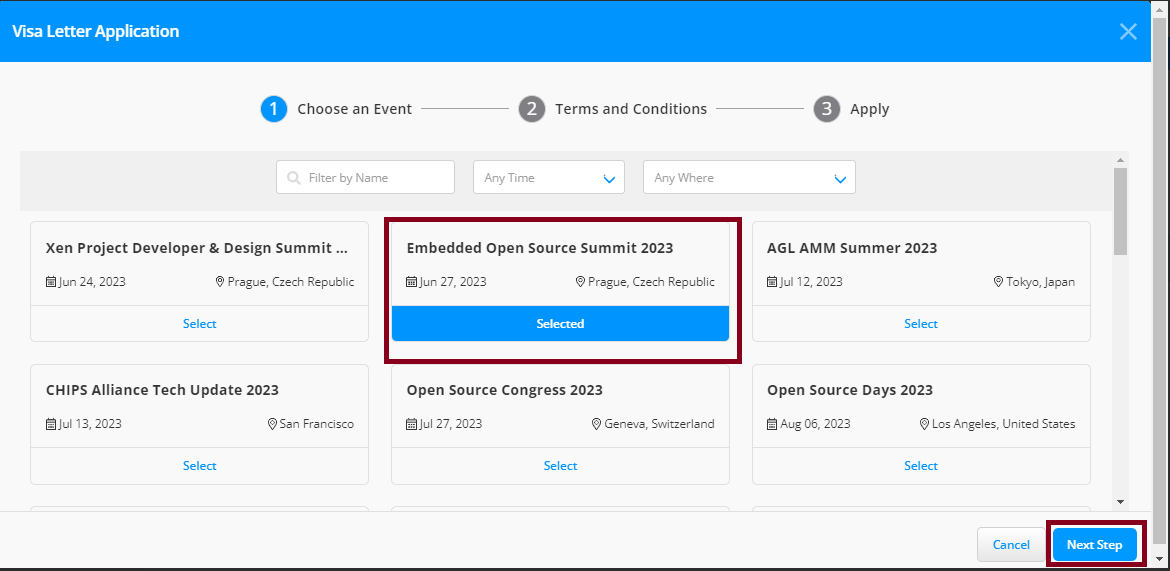 Visa Letter Application
1 Choose an Event 2 Terms and Conditions 3 Apply
Filter by Name Any Time Any Where
Xen Project Developer & Design Summit ...
Jun 24, 2023 Prague, Czech Republic
Select
Embedded Open Source Summit 2023
Jun 27, 2023 Prague, Czech Republic
Selected
AGL AMM Summer 2023
Jul 12, 2023 Tokyo, Japan
Select
CHIPS Alliance Tech Update 2023
Jul 13, 2023 San Francisco
Select
Open Source Congress 2023
Jul 27, 2023 Geneva, Switzerland
Select
Open Source Days 2023
Aug 06, 2023 Los Angeles, United States
Select
Cancel Next Step